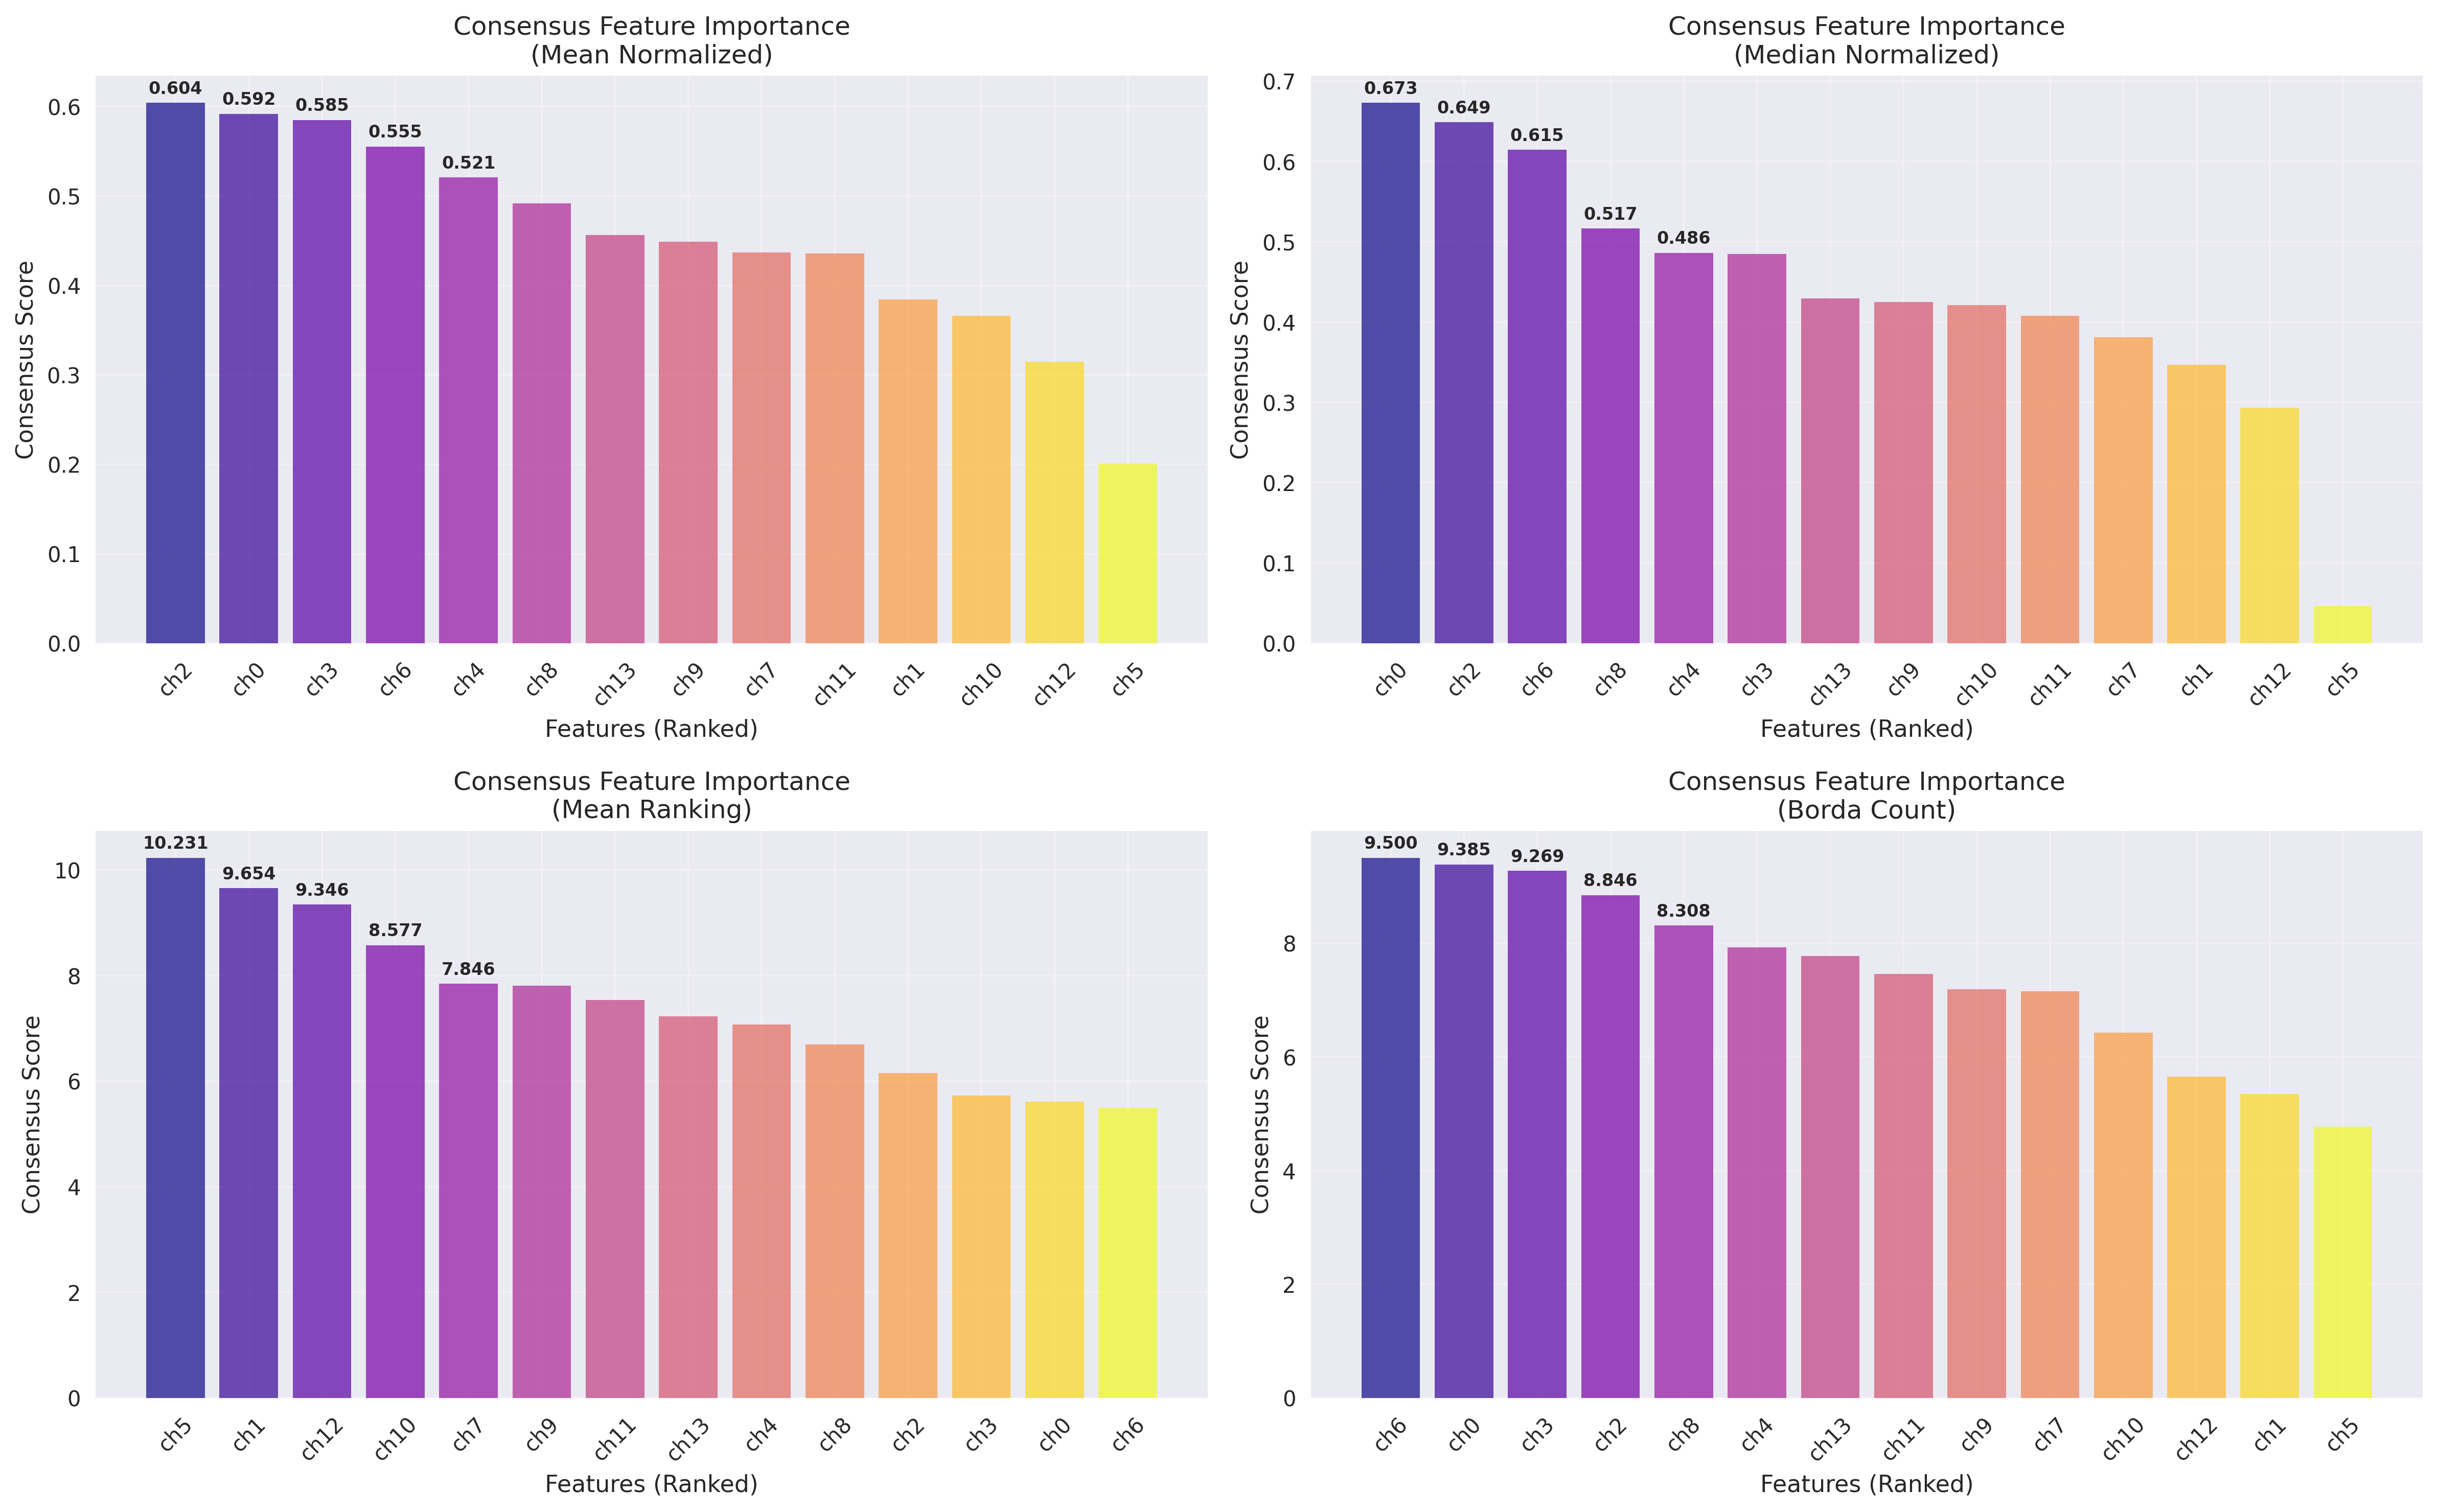 Consensus Feature Importance
(Mean Normalized)
0.604
0.592
0.585
0.555
0.521
0.6
0.5
0.4
0.3
0.2
0.1
0.0
Consensus Score
ch2
ch0
ch3
ch6
ch4
ch8
ch13
ch9
ch7
ch11
ch1
ch10
ch12
ch5
Features (Ranked)
Consensus Feature Importance
(Median Normalized)
0.673
0.649
0.615
0.517
0.486
0.7
0.6
0.5
0.4
0.3
0.2
0.1
0.0
Consensus Score
ch0
ch2
ch6
ch8
ch4
ch3
ch13
ch9
ch10
ch11
ch7
ch1
ch12
ch5
Features (Ranked)
Consensus Feature Importance
(Mean Ranking)
10.231
9.654
9.346
8.577
7.846
10
8
6
4
2
0
Consensus Score
ch5
ch1
ch12
ch10
ch7
ch9
ch11
ch13
ch4
ch8
ch2
ch3
ch0
ch6
Features (Ranked)
Consensus Feature Importance
(Borda Count)
9.500
9.385
9.269
8.846
8.308
8
6
4
2
0
Consensus Score
ch6
ch0
ch3
ch2
ch8
ch4
ch13
ch11
ch9
ch7
ch10
ch12
ch1
ch5
Features (Ranked)